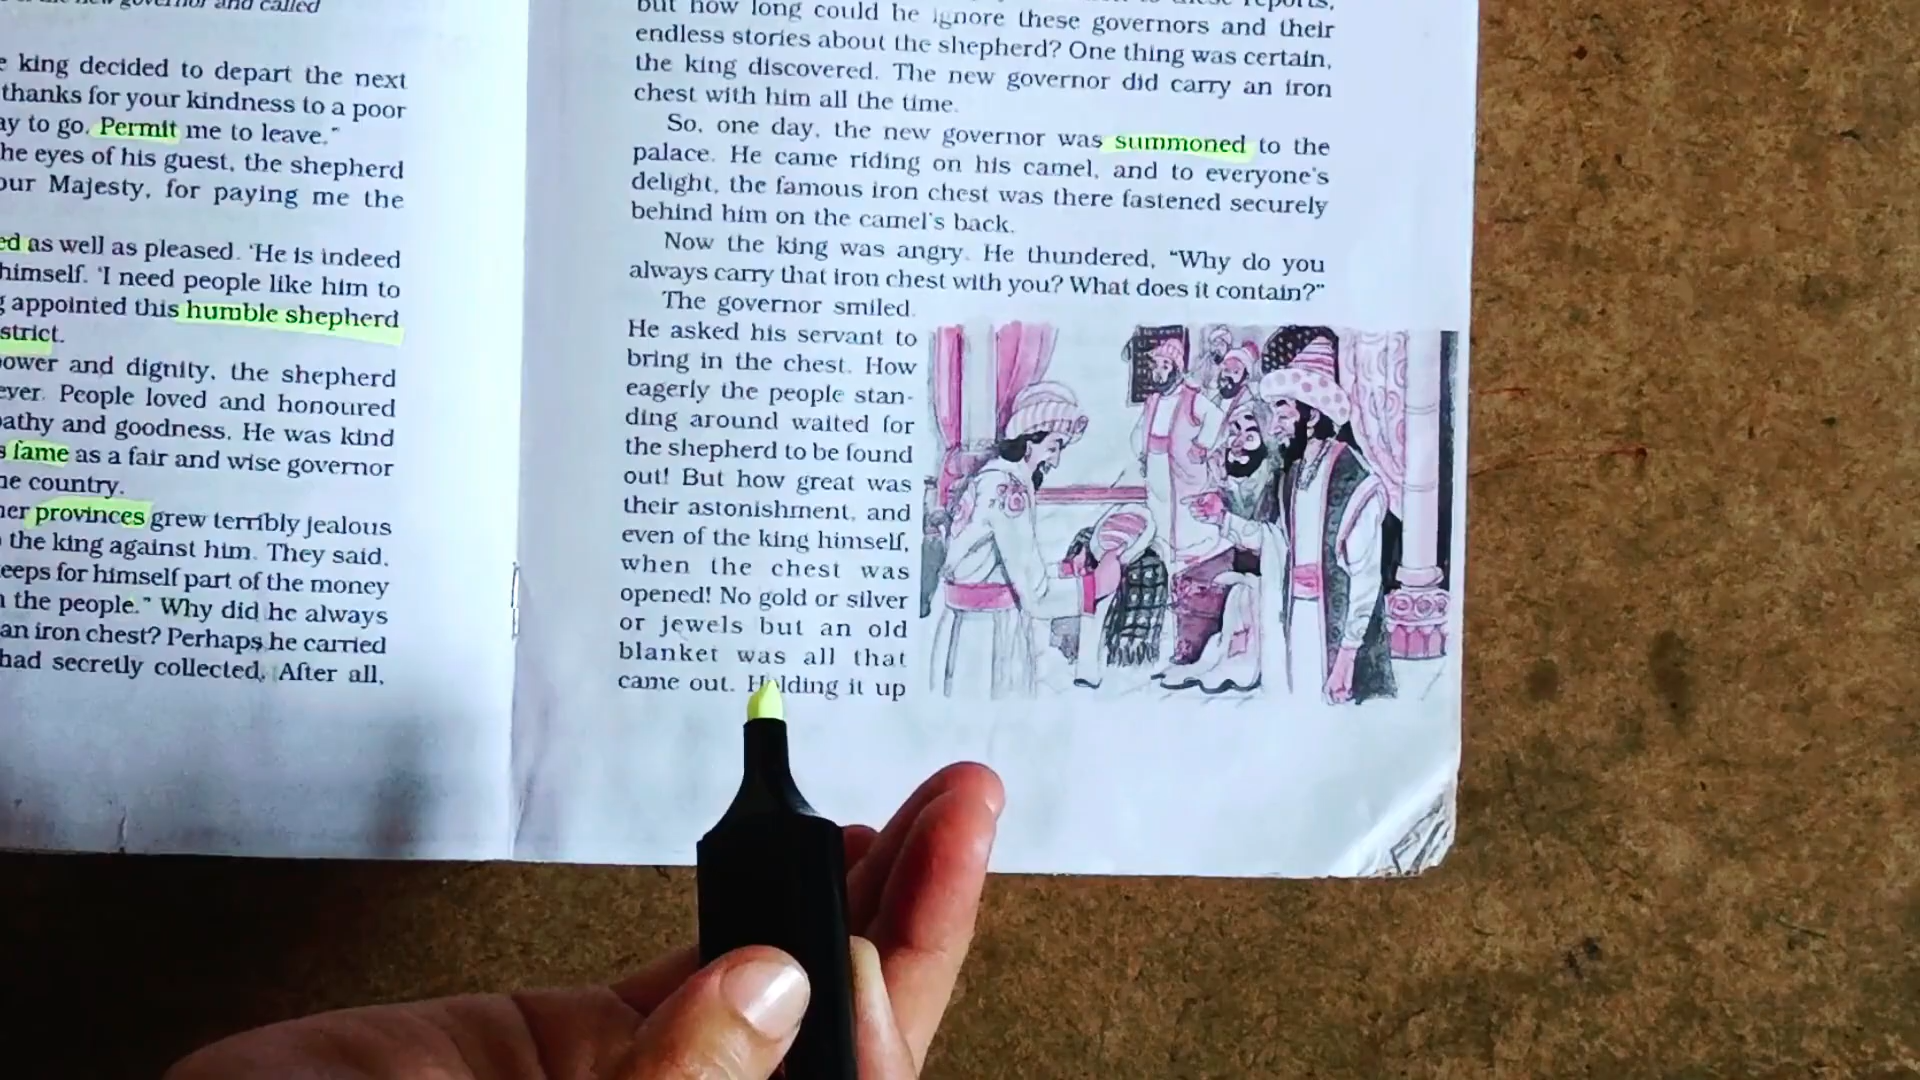 the new governor and called
king decided to depart the next
thanks for your kindness to a poor
to go. Permit me to leave."
he eyes of his guest, the shepherd
our Majesty, for paying me the
ed as well as pleased. 'He is indeed
himself. 'I need people like him to
appointed this humble shepherd
strict.
ower and dignity, the shepherd
ever. People loved and honoured
pathy and goodness. He was kind
s fame as a fair and wise governor
he country.
her provinces grew terribly jealous
the king against him. They said,
eeps for himself part of the money
the people." Why did he always
an iron chest? Perhaps he carried
had secretly collected. After all,
these reports,
but how long could he ignore these governors and their
endless stories about the shepherd? One thing was certain,
the king discovered. The new governor did carry an iron
chest with him all the time.
So, one day, the new governor was summoned to the
palace. He came riding on his camel, and to everyone's
delight, the famous iron chest was there fastened securely
behind him on the camel's back.
Now the king was angry. He thundered, "Why do you
always carry that iron chest with you? What does it contain?"
The governor smiled.
He asked his servant to
bring in the chest. How
eagerly the people stan-
ding around waited for
the shepherd to be found
out! But how great was
their astonishment, and
even of the king himself,
when the chest was
opened! No gold or silver
or jewels but an old
blanket was all that
came out. Holding it up